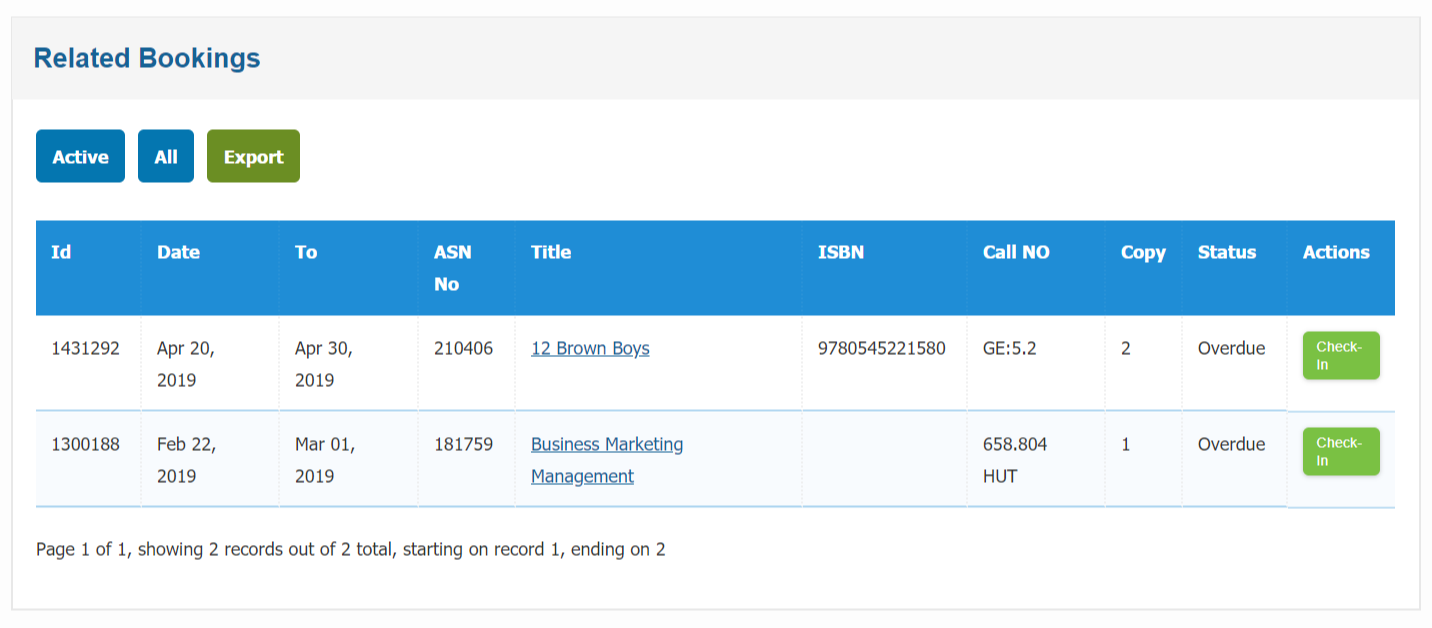 Related Bookings
Active All Export
Id Date To ASN No Title ISBN Call NO Copy Status Actions
1431292 Apr 20, 2019 Apr 30, 2019 210406 12 Brown Boys 9780545221580 GE:5.2 2 Overdue Check-In
1300188 Feb 22, 2019 Mar 01, 2019 181759 Business Marketing Management 658.804 HUT 1 Overdue Check-In
Page 1 of 1, showing 2 records out of 2 total, starting on record 1, ending on 2